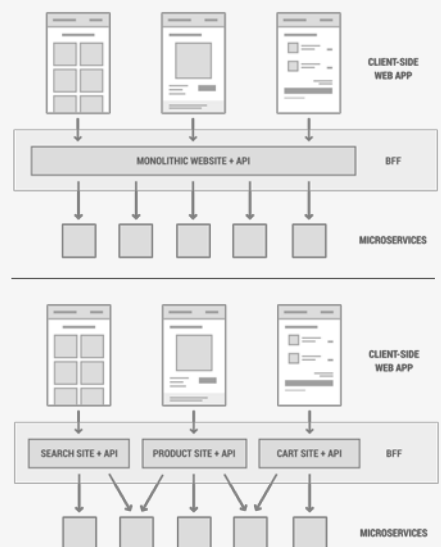 CLIENT-SIDE
WEB APP
MONOLITHIC WEBSITE + API
BFF
MICROSERVICES
CLIENT-SIDE
WEB APP
SEARCH SITE + API
PRODUCT SITE + API
CART SITE + API
BFF
MICROSERVICES